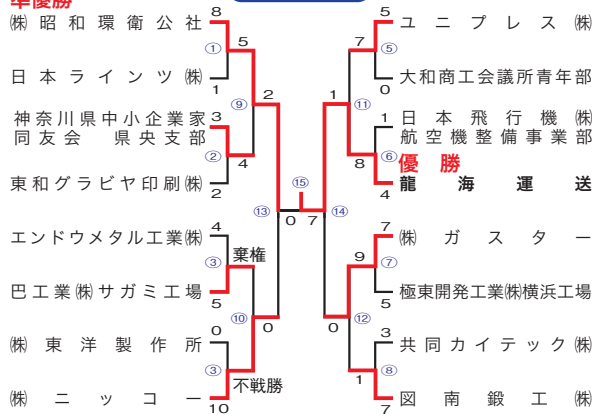 準優勝
8
㈱昭和環衛公社
①
日本ラインツ㈱
1
5
⑨
神奈川県中小企業家
同友会 県央支部
3
②
4
東和グラビヤ印刷㈱
2
2
⑬
エンドウメタル工業㈱
4
③
棄権
巴工業㈱サガミ工場
5
⑩
0
㈱東洋製作所
0
③
不戦勝
㈱ニッコー
10
⑮
0 7
5
ユニプレス㈱
7
⑤
大和商工会議所青年部
0
1
⑪
日本飛行機㈱
航空機整備事業部
1
⑥
8
優勝
龍海運送
4
⑭
7
㈱ガスター
9
⑦
極東開発工業㈱横浜工場
5
⑫
0
3
共同カイテック㈱
⑧
1
図南鍛工㈱
7